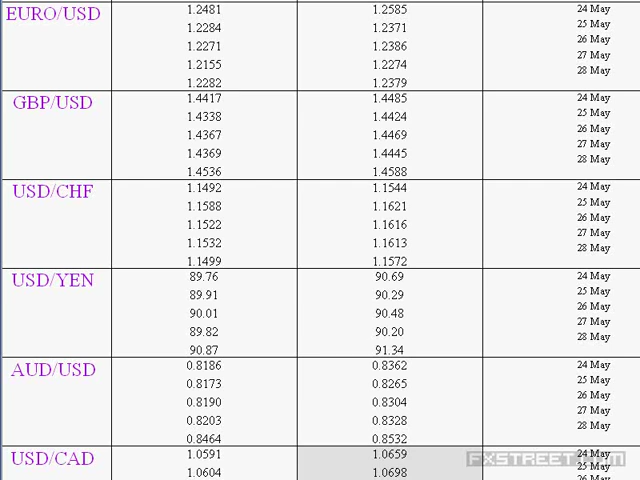 EURO/USD 1.2481 1.2585 24 May
1.2284 1.2371 25 May
1.2271 1.2386 26 May
1.2155 1.2274 27 May
1.2282 1.2379 28 May
GBP/USD 1.4417 1.4485 24 May
1.4338 1.4424 25 May
1.4367 1.4469 26 May
1.4369 1.4445 27 May
1.4536 1.4588 28 May
USD/CHF 1.1492 1.1544 24 May
1.1588 1.1621 25 May
1.1522 1.1616 26 May
1.1532 1.1613 27 May
1.1499 1.1572 28 May
USD/YEN 89.76 90.69 24 May
89.91 90.29 25 May
90.01 90.48 26 May
89.82 90.20 27 May
90.87 91.34 28 May
AUD/USD 0.8186 0.8362 24 May
0.8173 0.8265 25 May
0.8190 0.8304 26 May
0.8203 0.8328 27 May
0.8464 0.8532 28 May
USD/CAD 1.0591 1.0659 24 May
1.0604 1.0698 25 May
26 May
FXSTREET.COM